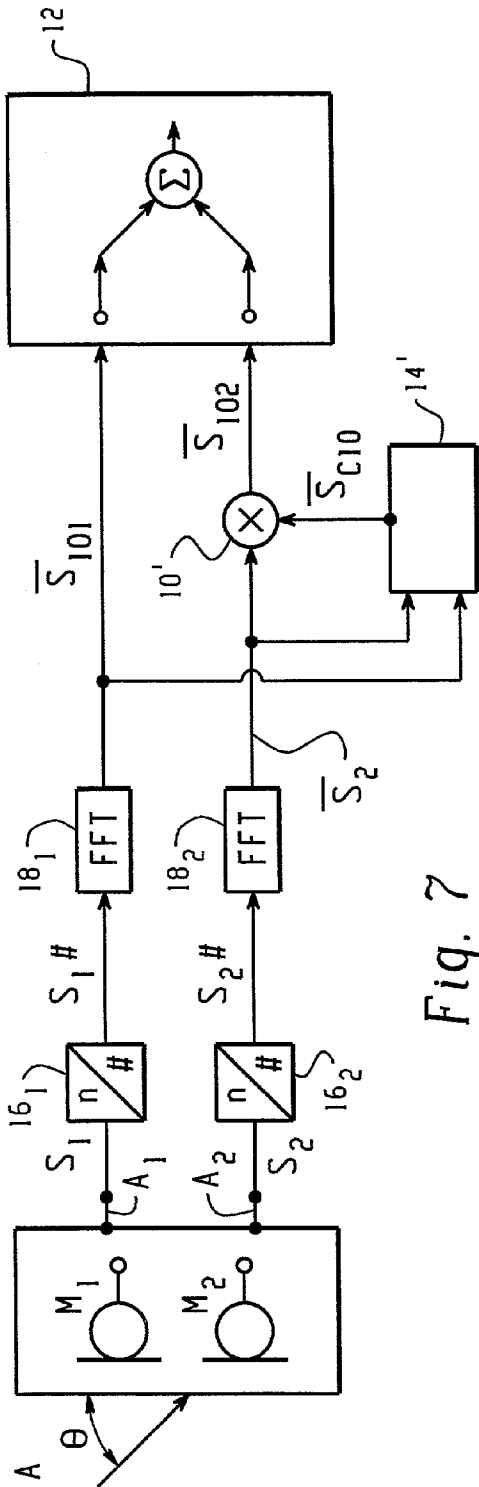 A
θ
M₁
M₂
A₁
A₂
S₁
S₂
16₁
n
#
16₂
n
#
S₁#
S₂#
18₁
FFT
18₂
FFT
S̅₂
S̅₁₀₁
10'
×
S̅₁₀₂
S̅C10
14'
12
Σ
Fig. 7